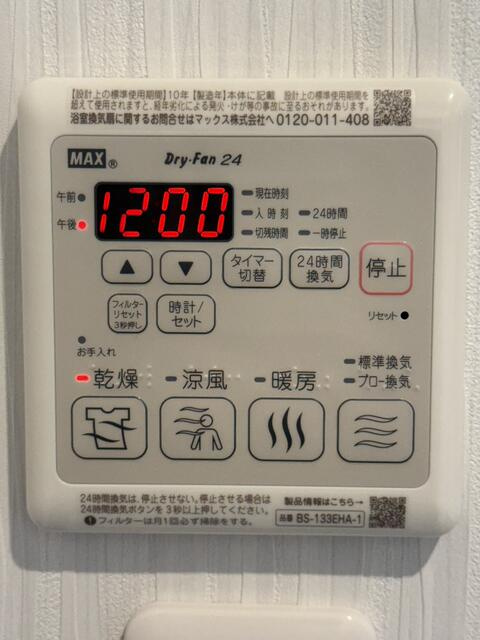 【設計上の標準使用期間】10年【製造年】本体に記載 設計上の標準使用期間を
超えて使用されますと、経年劣化による発火・けが等の事故に至るおそれがあります。
浴室換気扇に関するお問合せはマックス株式会社へ 0120-011-408
MAX® Dry・Fan 24
午前
午後
1200
現在時刻
入時刻 24時間
切残時間 一時停止
▲ ▼ タイマー切替 24時間換気 停止
フィルターリセット3秒押し 時計/セット リセット
お手入れ
乾燥 涼風 暖房 標準換気
プロー換気
24時間換気は、停止させない。停止させる場合は
24時間換気ボタンを3秒以上押してください。
フィルターは月1回必ず掃除をする。
製品情報はこちら→
品番 BS-133EHA-1